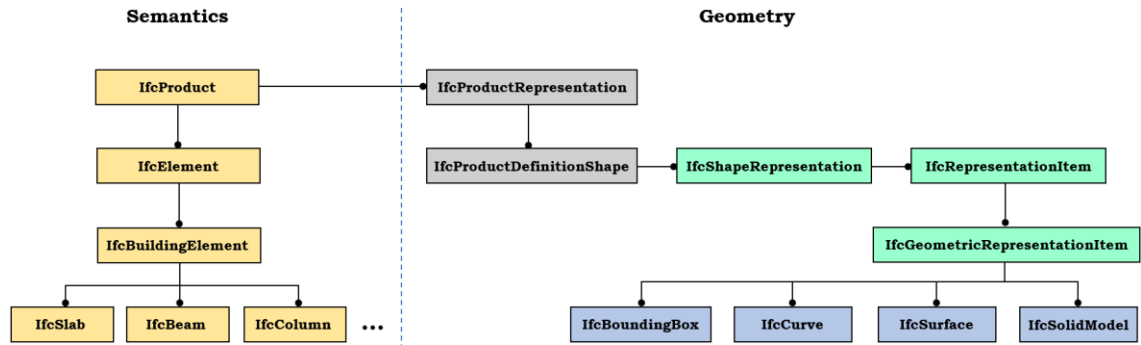 Semantics
Geometry
IfcProduct
IfcProductRepresentation
IfcElement
IfcProductDefinitionShape
IfcShapeRepresentation
IfcRepresentationItem
IfcBuildingElement
IfcGeometricRepresentationItem
IfcSlab
IfcBeam
IfcColumn
...
IfcBoundingBox
IfcCurve
IfcSurface
IfcSolidModel